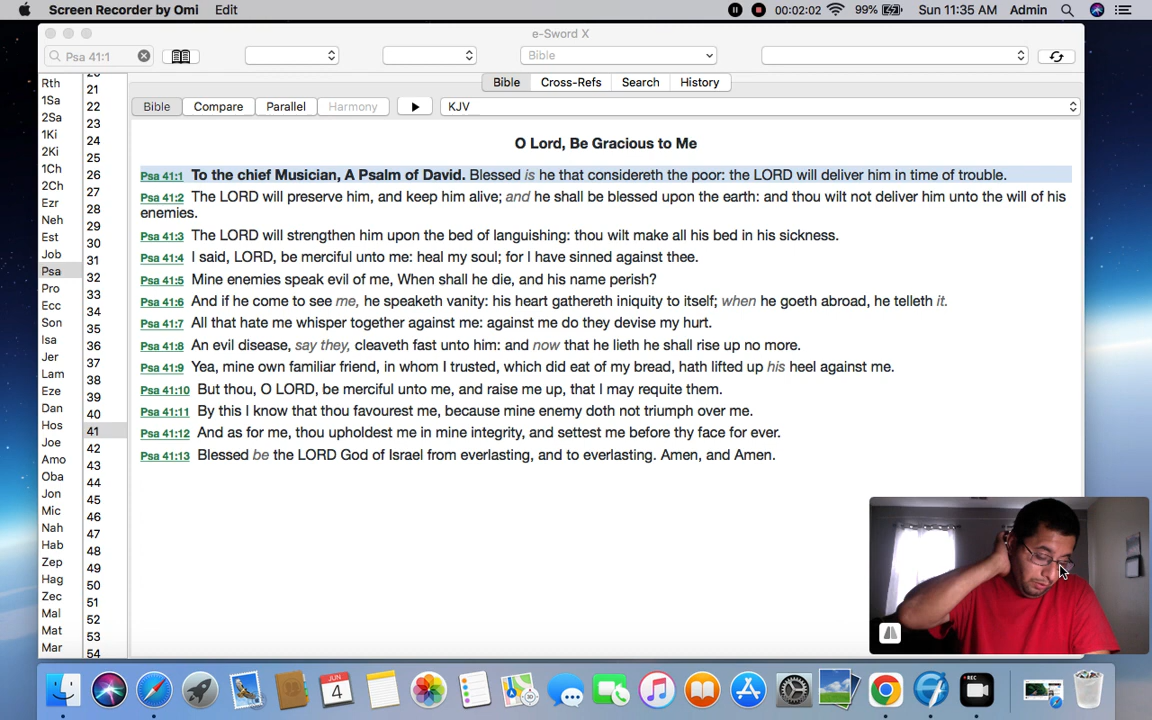 Screen Recorder by Omi Edit 00:02:02 99% Sun 11:35 AM Admin
e-Sword X
Psa 41:1 Bible
Bible Cross-Refs Search History
Bible Compare Parallel Harmony KJV
O Lord, Be Gracious to Me
Psa 41:1 To the chief Musician, A Psalm of David. Blessed is he that considereth the poor: the LORD will deliver him in time of trouble.
Psa 41:2 The LORD will preserve him, and keep him alive; and he shall be blessed upon the earth: and thou wilt not deliver him unto the will of his
enemies.
Psa 41:3 The LORD will strengthen him upon the bed of languishing: thou wilt make all his bed in his sickness.
Psa 41:4 I said, LORD, be merciful unto me: heal my soul; for I have sinned against thee.
Psa 41:5 Mine enemies speak evil of me, When shall he die, and his name perish?
Psa 41:6 And if he come to see me, he speaketh vanity: his heart gathereth iniquity to itself; when he goeth abroad, he telleth it.
Psa 41:7 All that hate me whisper together against me: against me do they devise my hurt.
Psa 41:8 An evil disease, say they, cleaveth fast unto him: and now that he lieth he shall rise up no more.
Psa 41:9 Yea, mine own familiar friend, in whom I trusted, which did eat of my bread, hath lifted up his heel against me.
Psa 41:10 But thou, O LORD, be merciful unto me, and raise me up, that I may requite them.
Psa 41:11 By this I know that thou favourest me, because mine enemy doth not triumph over me.
Psa 41:12 And as for me, thou upholdest me in mine integrity, and settest me before thy face for ever.
Psa 41:13 Blessed be the LORD God of Israel from everlasting, and to everlasting. Amen, and Amen.
Rth
1Sa
2Sa
1Ki
2Ki
1Ch
2Ch
Ezr
Neh
Est
Job
Psa
Pro
Ecc
Son
Isa
Jer
Lam
Eze
Dan
Hos
Joe
Amo
Oba
Jon
Mic
Nah
Hab
Zep
Hag
Zec
Mal
Mat
Mar
21
22
23
24
25
26
27
28
29
30
31
32
33
34
35
36
37
38
39
40
41
42
43
44
45
46
47
48
49
50
51
52
53
54
JUN
4
REC